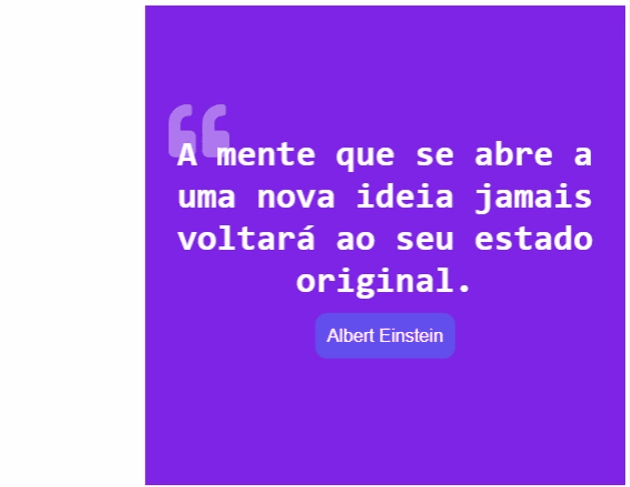 A mente que se abre a
uma nova ideia jamais
voltará ao seu estado
original.
Albert Einstein